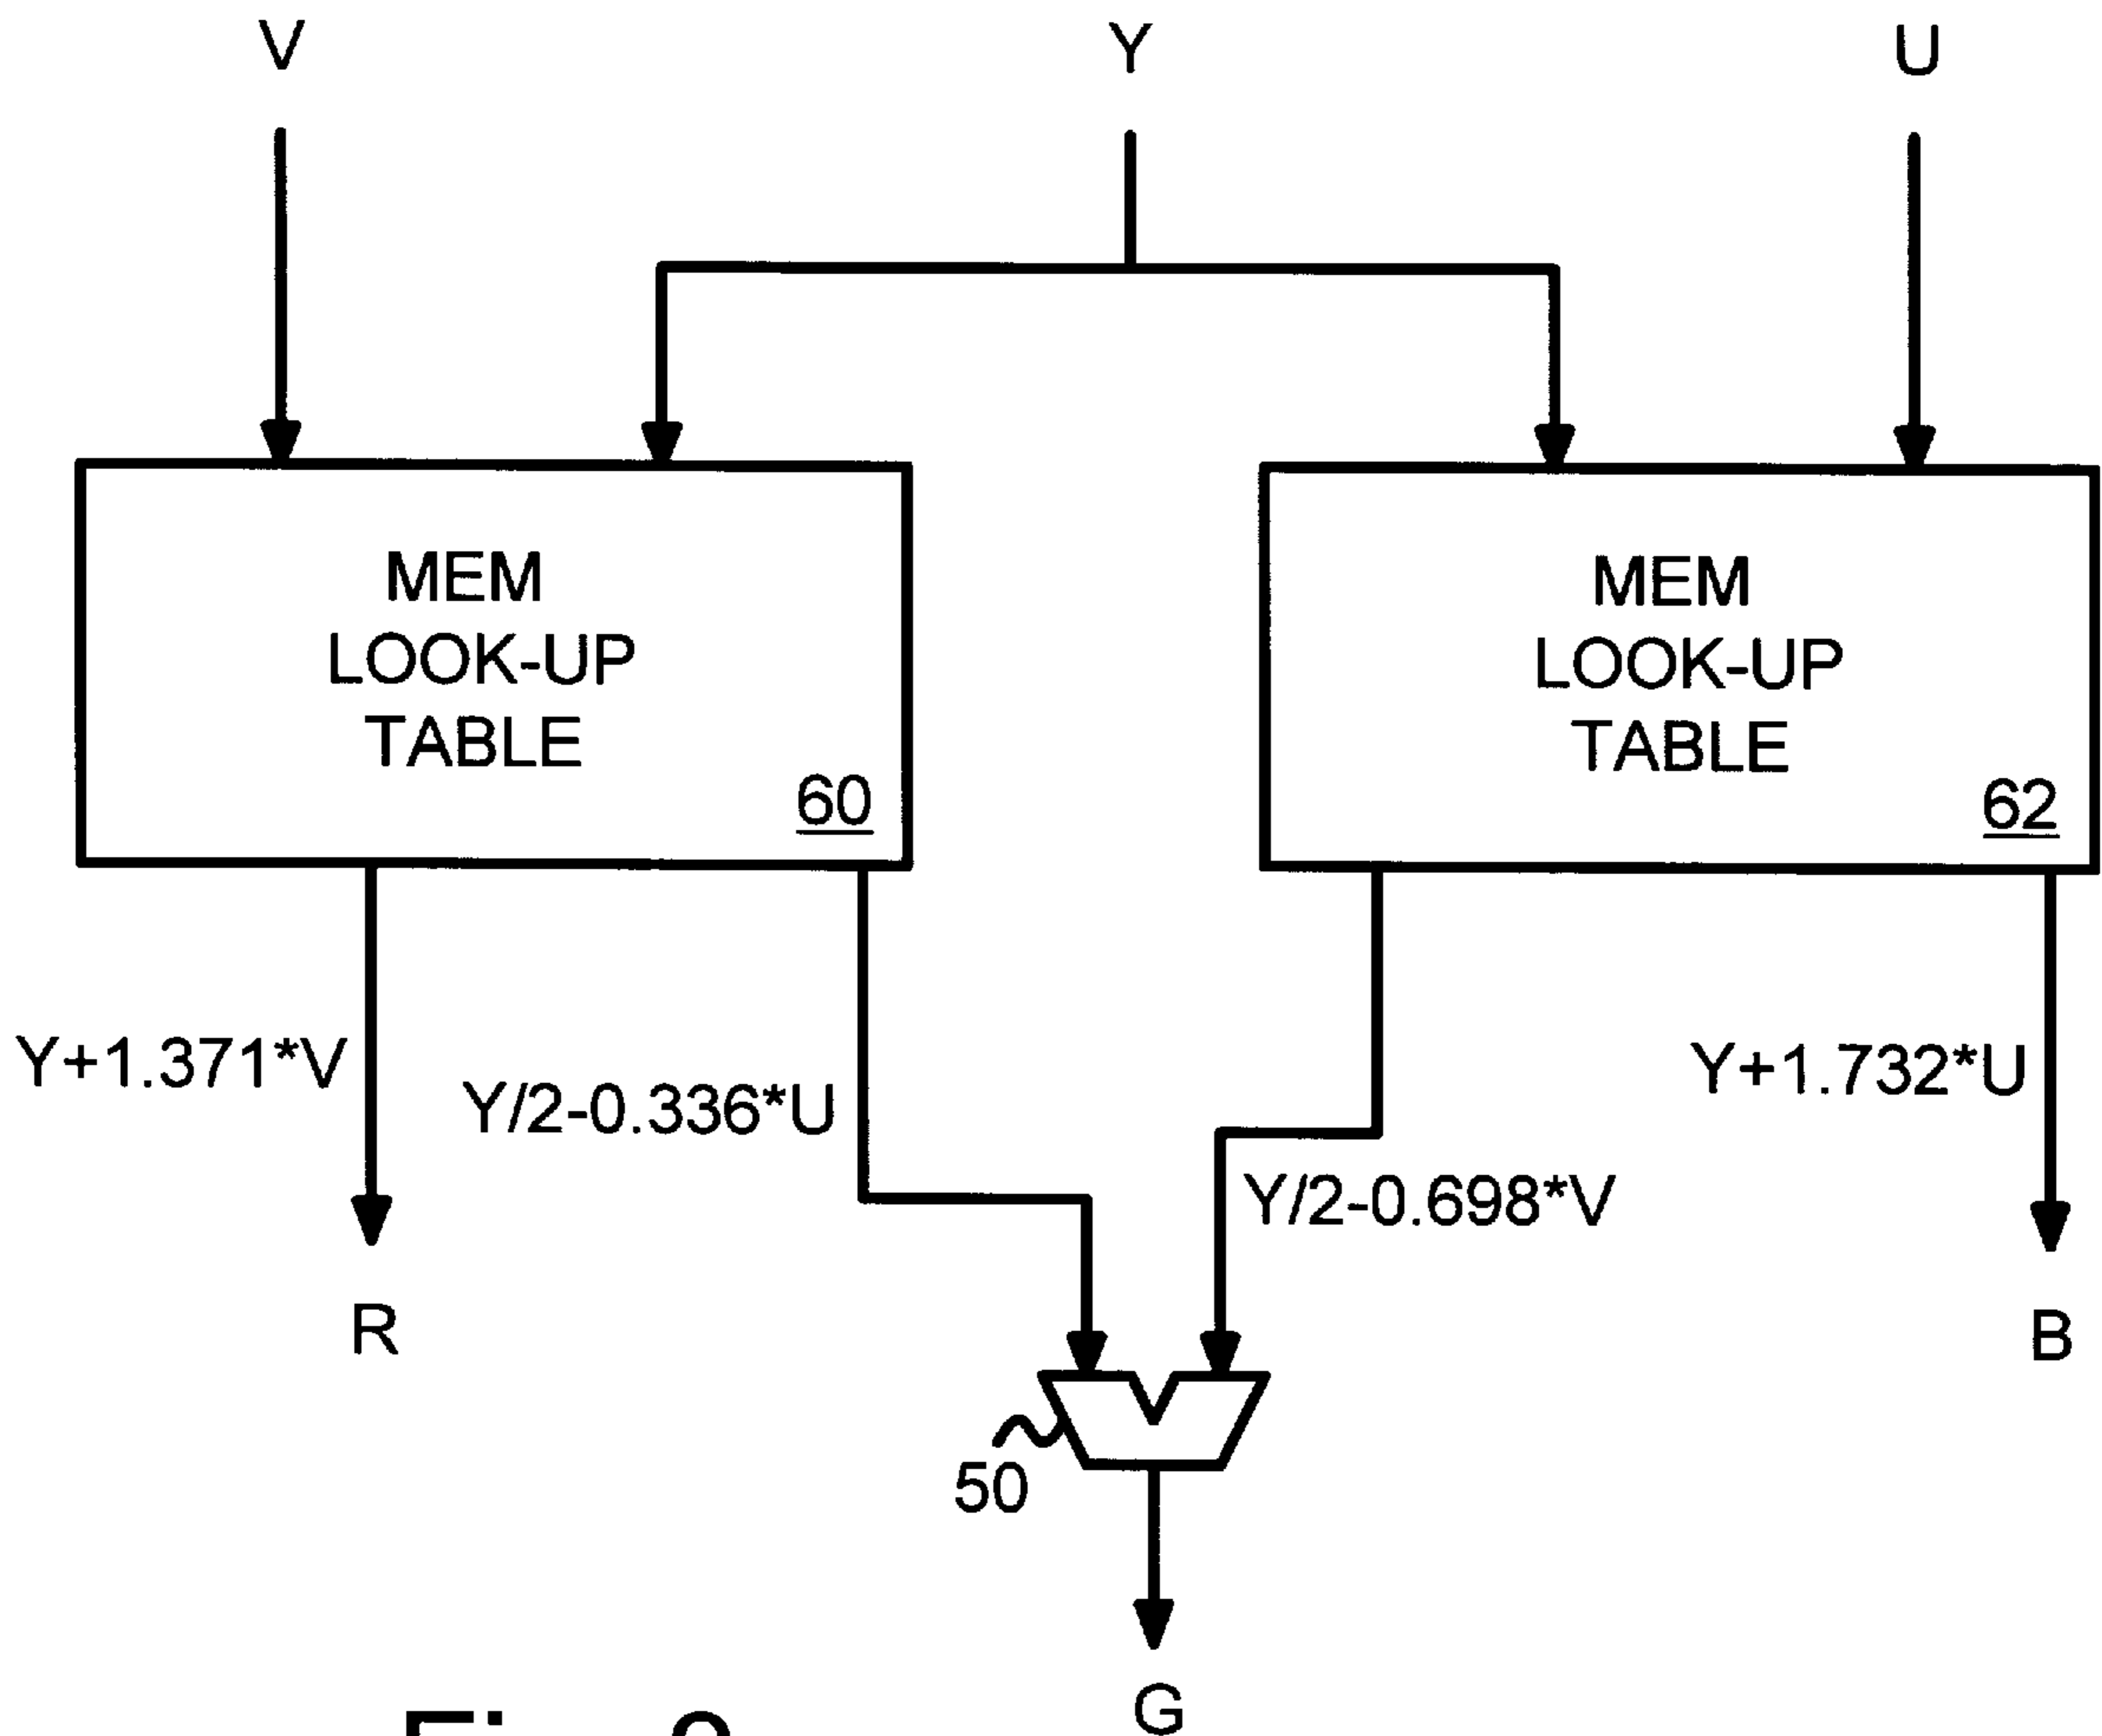 V
Y
U
MEM
LOOK-UP
TABLE
60
MEM
LOOK-UP
TABLE
62
Y+1.371*V
Y/2-0.336*U
Y/2-0.698*V
Y+1.732*U
R
B
50
G